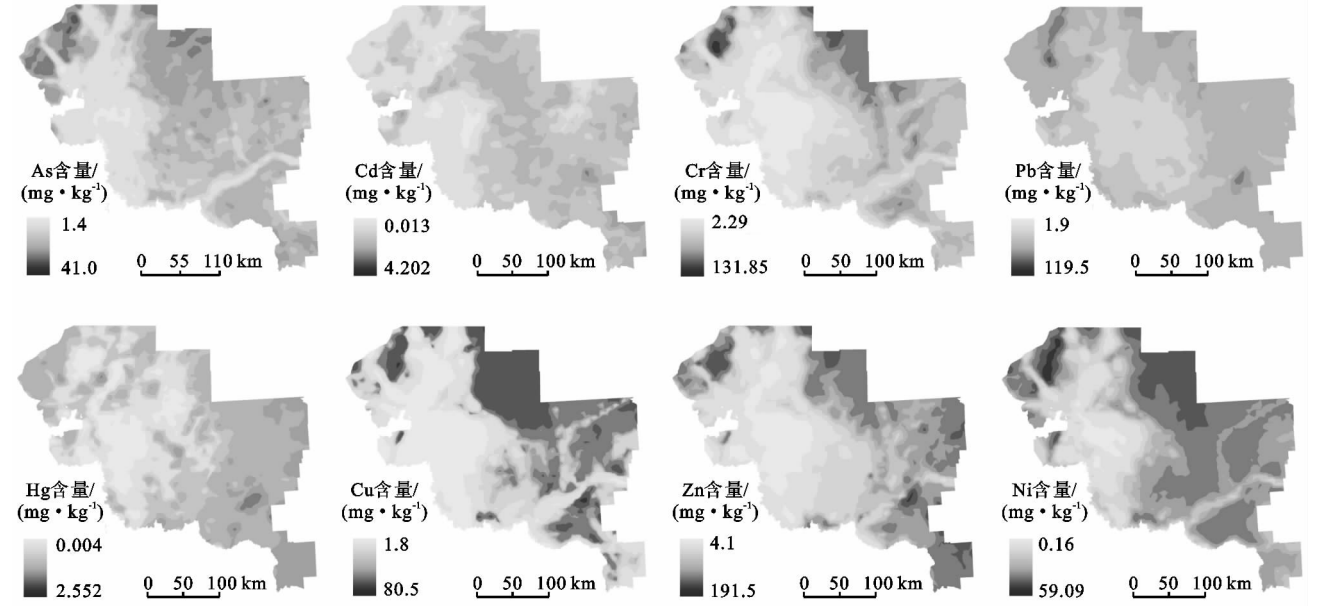 As含量/
(mg·kg⁻¹)
1.4
41.0
0 55 110 km
Cd含量/
(mg·kg⁻¹)
0.013
4.202
0 50 100 km
Cr含量/
(mg·kg⁻¹)
2.29
131.85
0 50 100 km
Pb含量/
(mg·kg⁻¹)
1.9
119.5
0 50 100 km
Hg含量/
(mg·kg⁻¹)
0.004
2.552
0 50 100 km
Cu含量/
(mg·kg⁻¹)
1.8
80.5
0 50 100 km
Zn含量/
(mg·kg⁻¹)
4.1
191.5
0 50 100 km
Ni含量/
(mg·kg⁻¹)
0.16
59.09
0 50 100 km